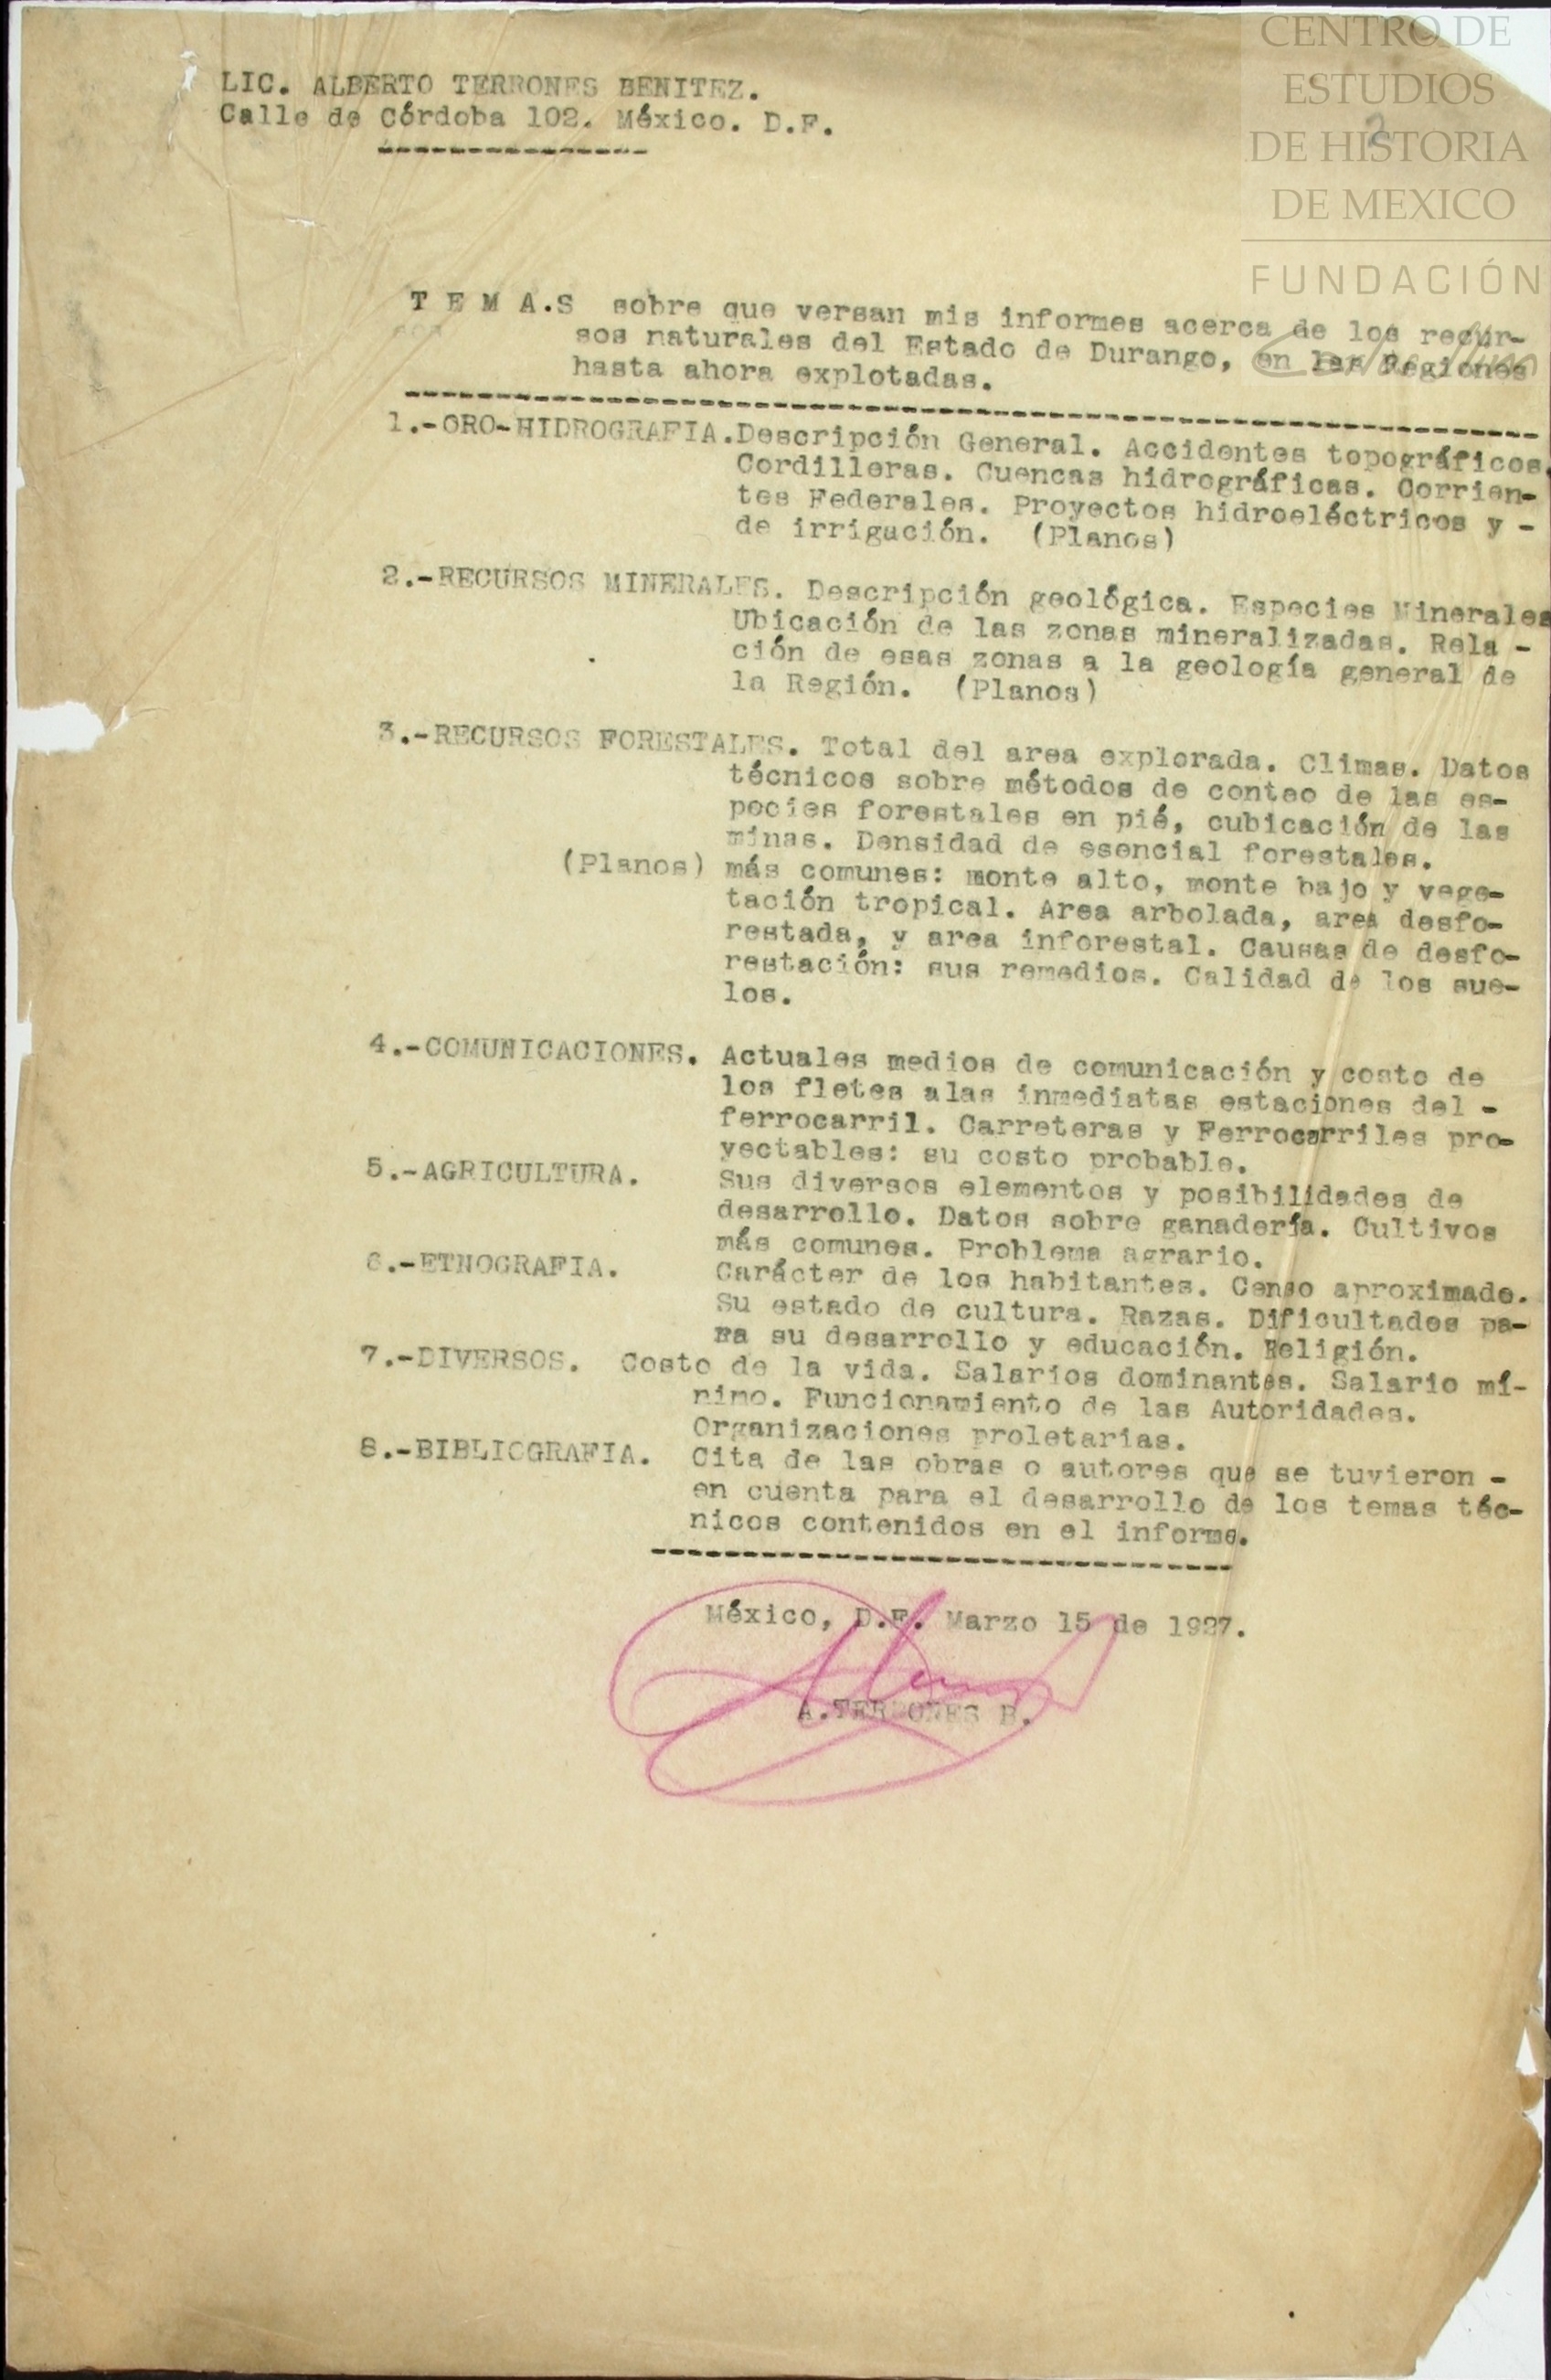 CENTRO DE
ESTUDIOS
DE HISTORIA
DE MEXICO
FUNDACIÓN
2
LIC. ALBERTO TERRONES BENITEZ.
Calle de Córdoba 102. México. D.F.
T E M A.S sobre que versan mis informes acerca de los recur-
sos naturales del Estado de Durango, en las Regiones
hasta ahora explotadas.
1.-ORO-HIDROGRAFIA.Descripción General. Accidentes topográficos.
Cordilleras. Cuencas hidrográficas. Corrien-
tes Federales. Proyectos hidroeléctricos y -
de irrigación. (Planos)
2.-RECURSOS MINERALES. Descripción geológica. Especies Minerales
Ubicación de las zonas mineralizadas. Rela -
ción de esas zonas a la geología general de
la Región. (Planos)
3.-RECURSOS FORESTALES. Total del area explorada. Climas. Datos
técnicos sobre métodos de conteo de las es-
pecies forestales en pié, cubicación de las
minas. Densidad de esencial forestales.
(Planos) más comunes: monte alto, monte bajo y vege-
tación tropical. Area arbolada, area desfo-
restada, y area inforestal. Causas de desfo-
restación: sus remedios. Calidad de los sue-
los.
4.-COMUNICACIONES. Actuales medios de comunicación y costo de
los fletes alas inmediatas estaciones del -
ferrocarril. Carreteras y Ferrocarriles pro-
yectables: su costo probable.
5.-AGRICULTURA. Sus diversos elementos y posibilidades de
desarrollo. Datos sobre ganadería. Cultivos
más comunes. Problema agrario.
6.-ETNOGRAFIA. Carácter de los habitantes. Censo aproximado.
Su estado de cultura. Razas. Dificultades pa-
ra su desarrollo y educación. Religión.
7.-DIVERSOS. Costo de la vida. Salarios dominantes. Salario mí-
nimo. Funcionamiento de las Autoridades.
Organizaciones proletarias.
8.-BIBLIOGRAFIA. Cita de las obras o autores que se tuvieron -
en cuenta para el desarrollo de los temas téc-
nicos contenidos en el informe.
México, D.F. Marzo 15 de 1927.
A.TERRONES B.